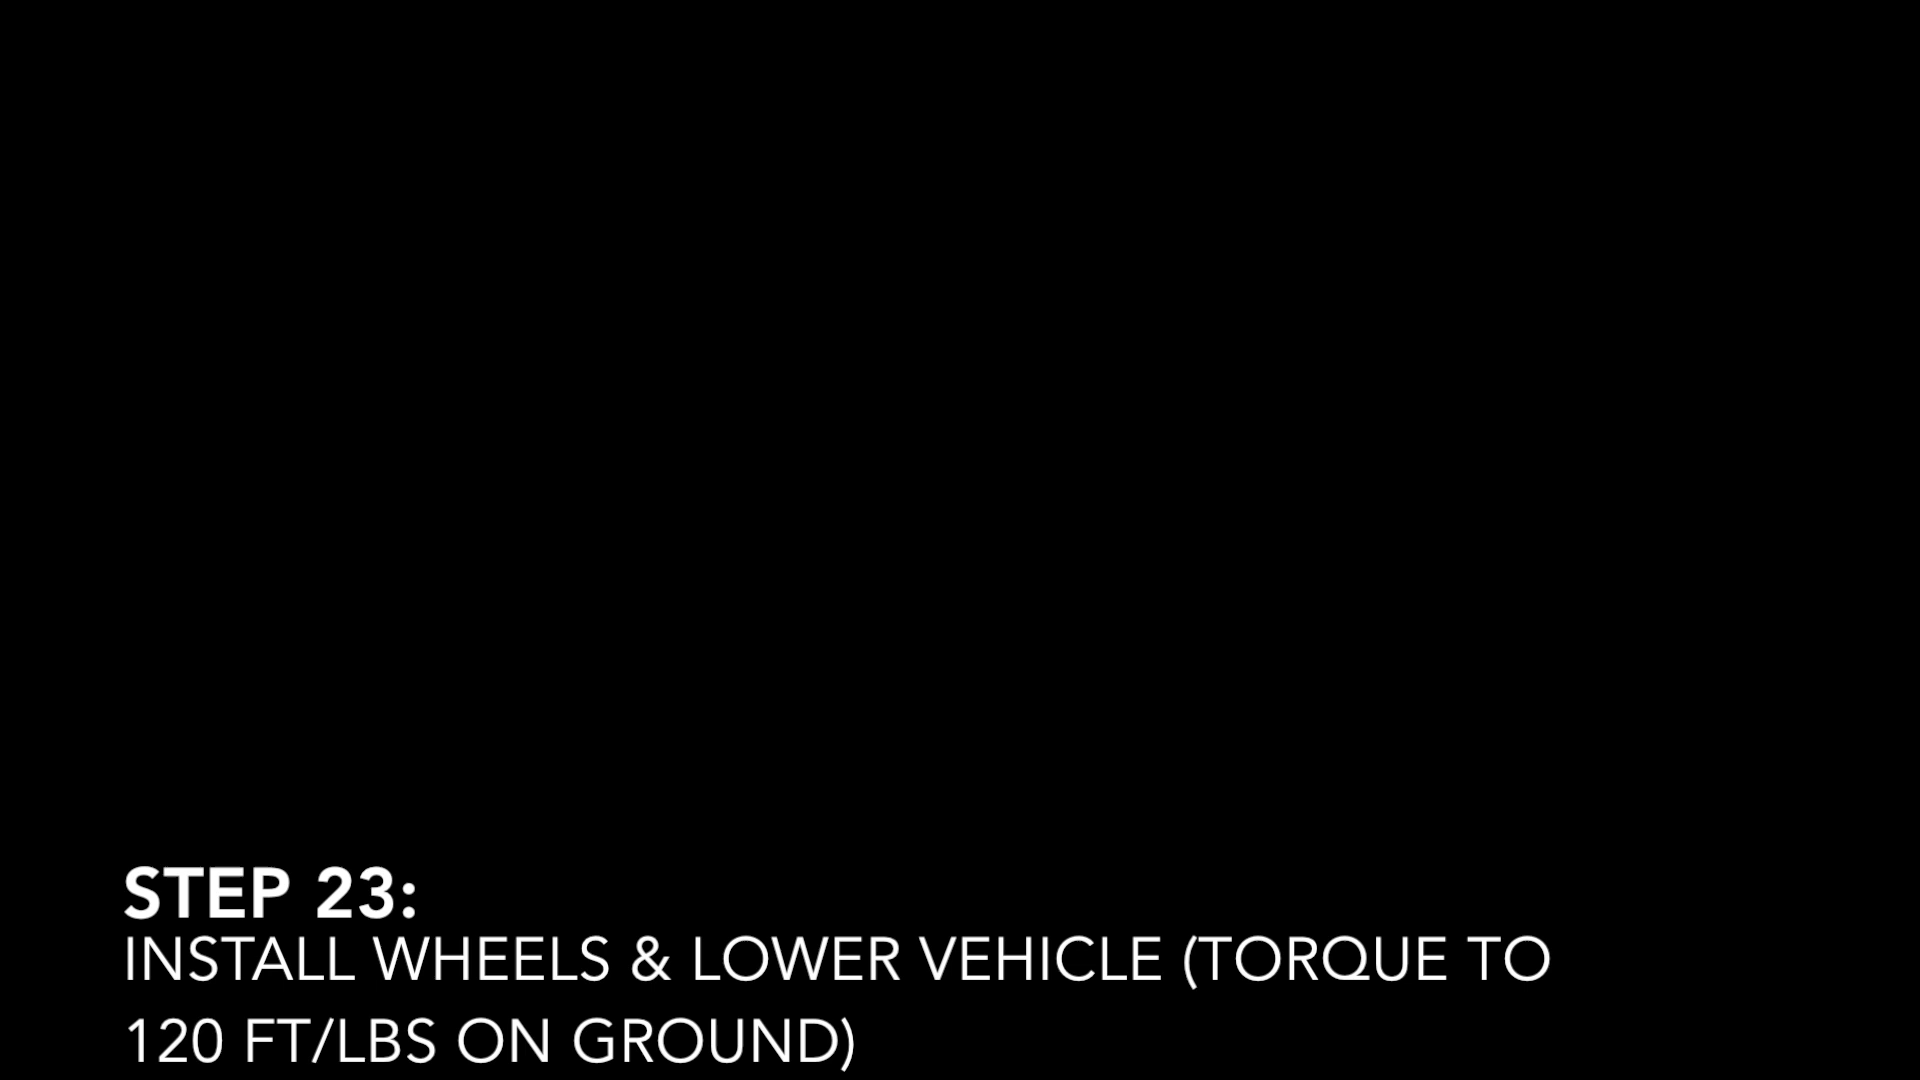 STEP 23:
INSTALL WHEELS & LOWER VEHICLE (TORQUE TO
120 FT/LBS ON GROUND)